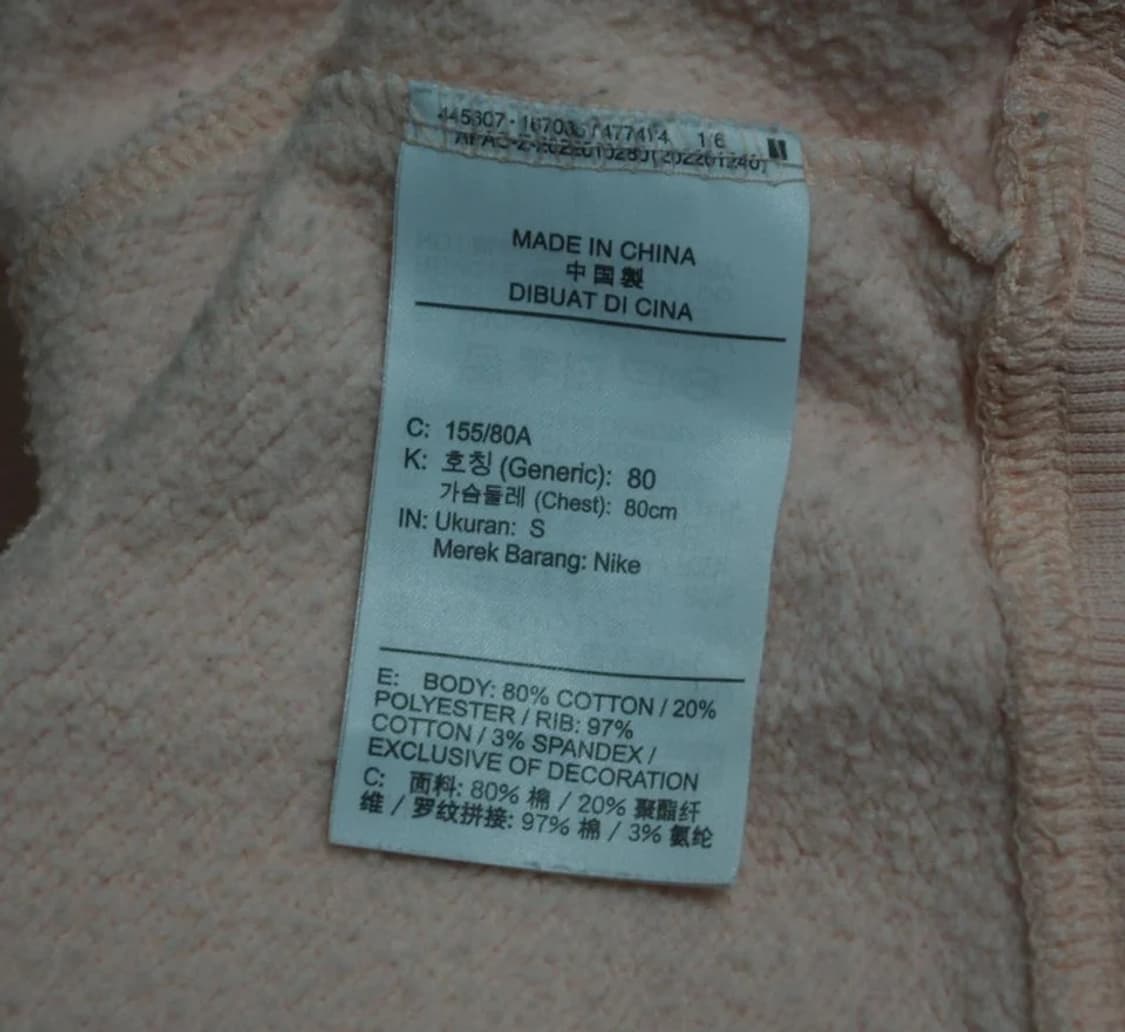 MADE IN CHINA
中国製
DIBUAT DI CINA
C: 155/80A
K: 호칭 (Generic): 80
가슴둘레 (Chest): 80cm
IN: Ukuran: S
Merek Barang: Nike
E: BODY: 80% COTTON / 20%
POLYESTER / RIB: 97%
COTTON / 3% SPANDEX /
EXCLUSIVE OF DECORATION
C: 面料: 80% 棉 / 20% 聚酯纤
维 / 罗纹拼接: 97% 棉 / 3% 氨纶